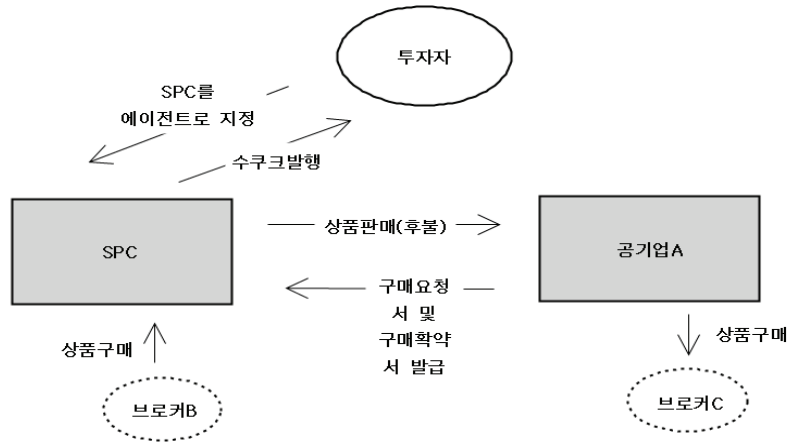 투자자
SPC를
에이전트로 지정
수쿠크발행
SPC
상품판매(후불)
공기업A
구매요청
서 및
구매확약
서 발급
상품구매
상품구매
브로커B
브로커C